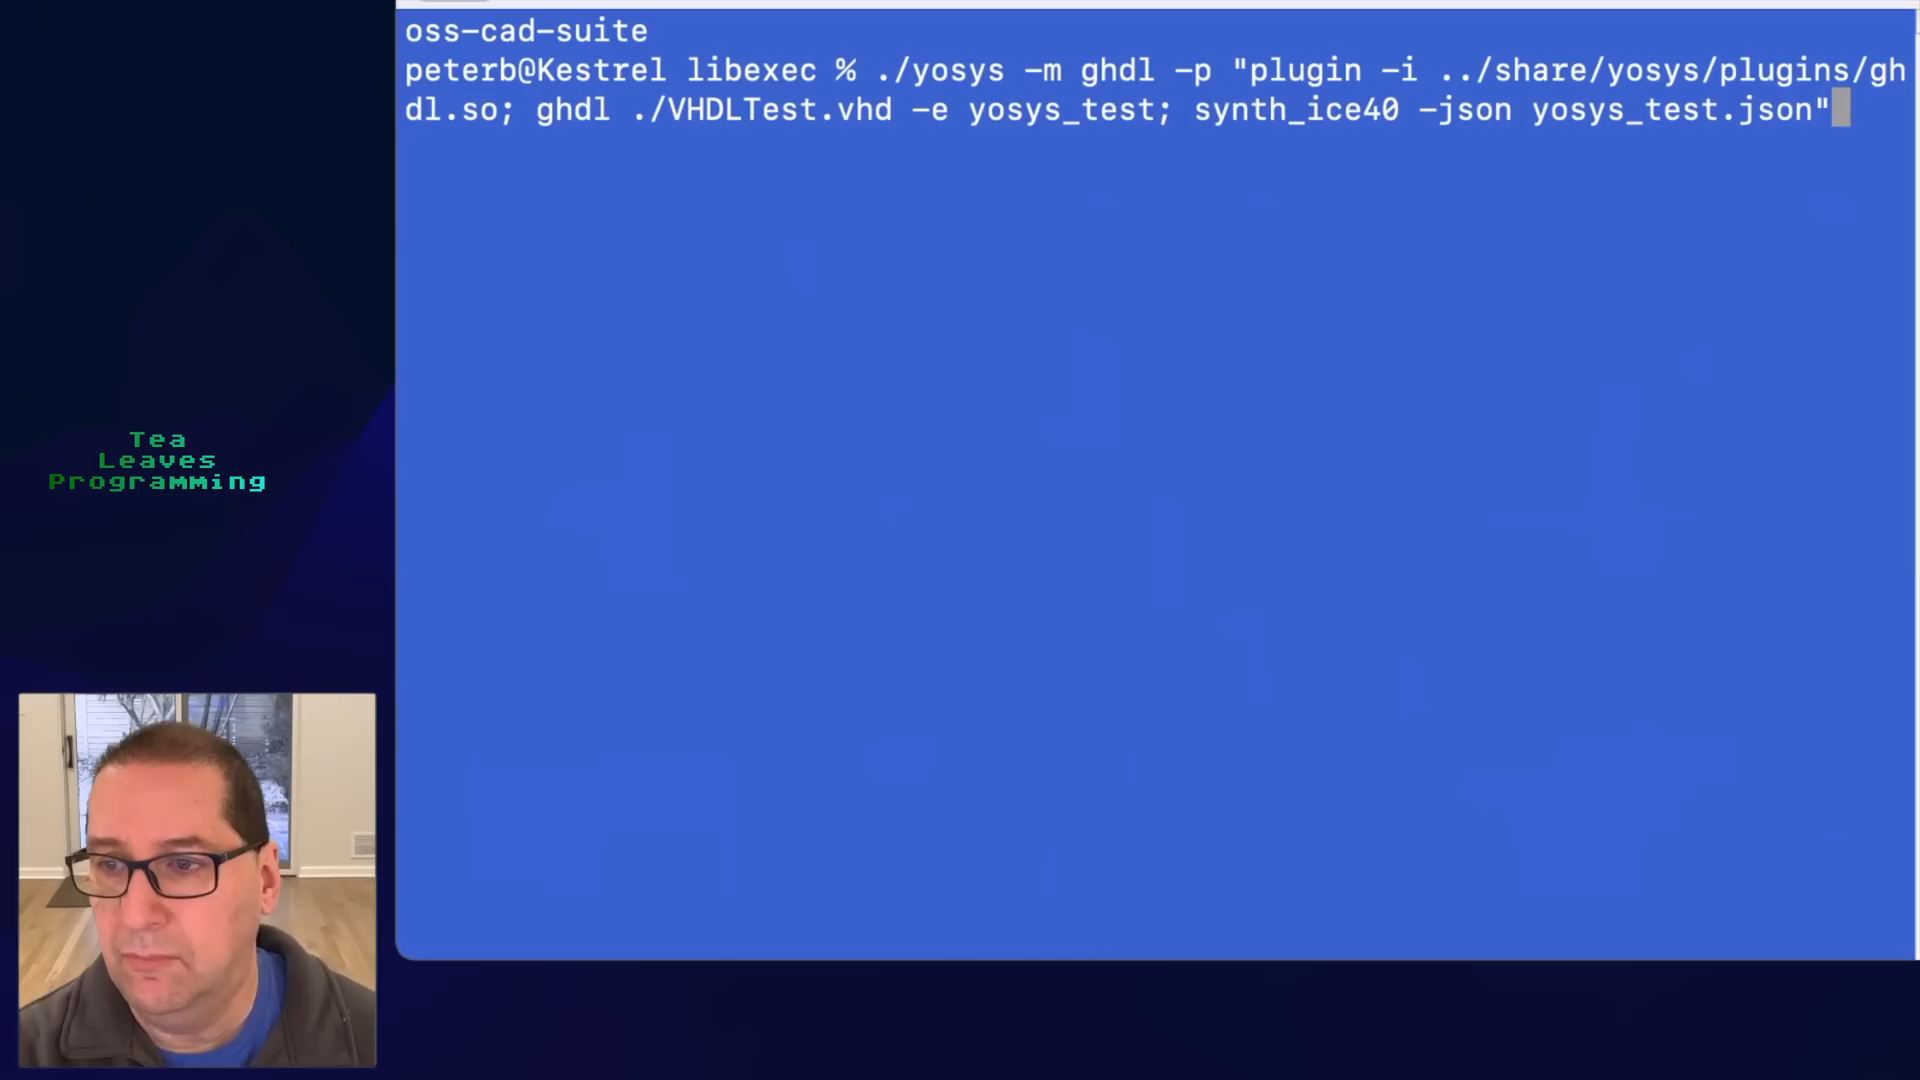 oss-cad-suite
peterb@Kestrel libexec % ./yosys -m ghdl -p "plugin -i ../share/yosys/plugins/gh
dl.so; ghdl ./VHDLTest.vhd -e yosys_test; synth_ice40 -json yosys_test.json"
Tea
Leaves
Programming